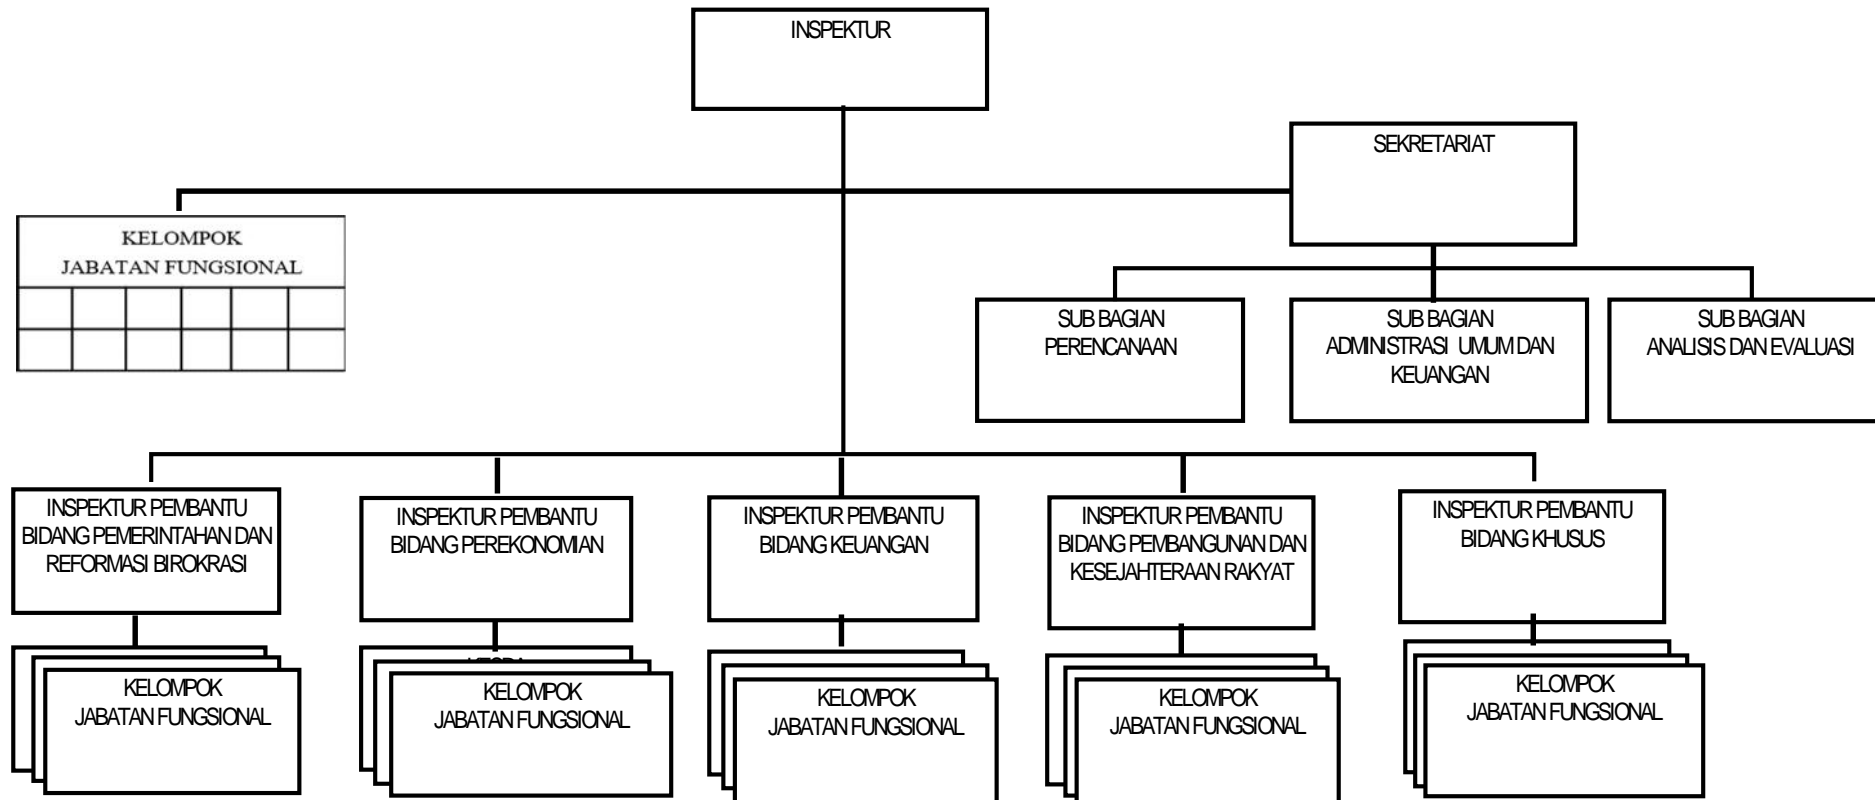 INSPEKTUR
SEKRETARIAT
KELOMPOK
JABATAN FUNGSIONAL
SUB BAGIAN
PERENCANAAN
SUB BAGIAN
ADMINISTRASI UMUM DAN
KEUANGAN
SUB BAGIAN
ANALISIS DAN EVALUASI
INSPEKTUR PEMBANTU
BIDANG PEMERINTAHAN DAN
REFORMASI BIROKRASI
INSPEKTUR PEMBANTU
BIDANG PEREKONOMIAN
INSPEKTUR PEMBANTU
BIDANG KEUANGAN
INSPEKTUR PEMBANTU
BIDANG PEMBANGUNAN DAN
KESEJAHTERAAN RAKYAT
INSPEKTUR PEMBANTU
BIDANG KHUSUS
KELOMPOK
JABATAN FUNGSIONAL
KELOMPOK
JABATAN FUNGSIONAL
KELOMPOK
JABATAN FUNGSIONAL
KELOMPOK
JABATAN FUNGSIONAL
KELOMPOK
JABATAN FUNGSIONAL